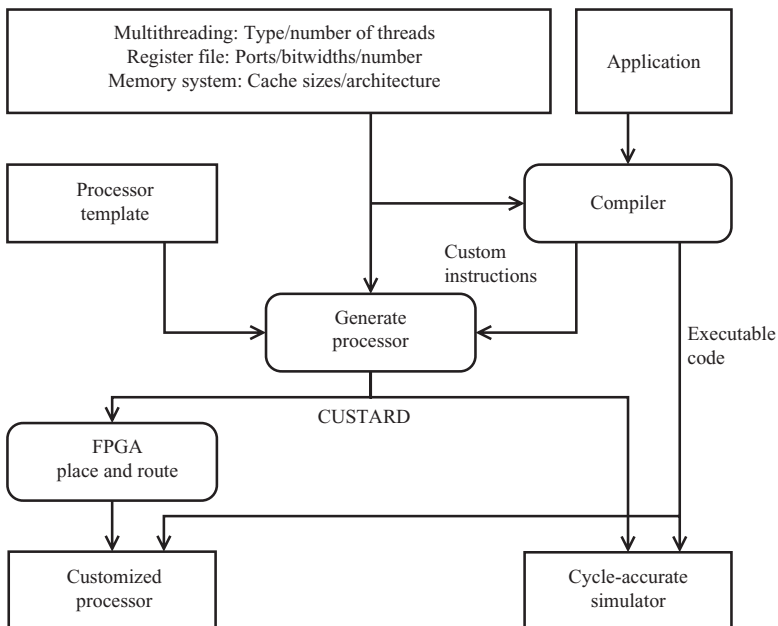 Multithreading: Type/number of threads
Register file: Ports/bitwidths/number
Memory system: Cache sizes/architecture
Application
Processor
template
Compiler
Custom
instructions
Generate
processor
Executable
code
CUSTARD
FPGA
place and route
Customized
processor
Cycle-accurate
simulator